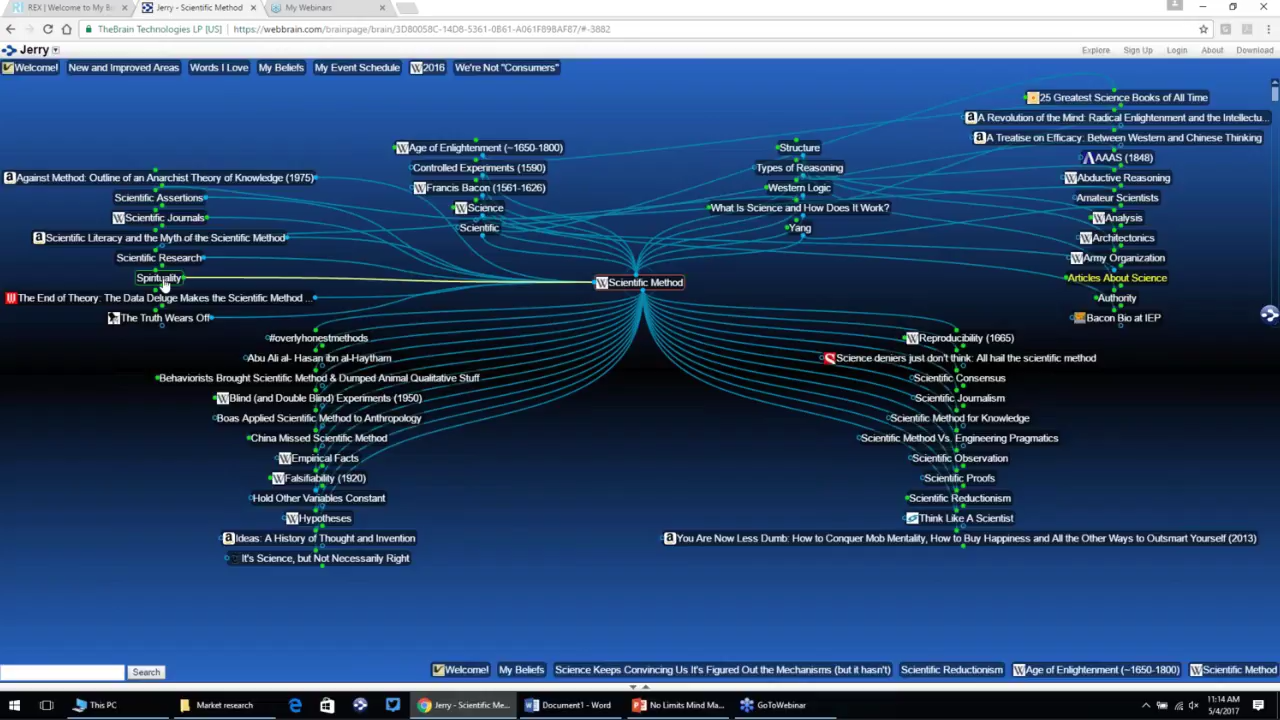 REX | Welcome to My B
Jerry - Scientific Method
My Webinars
TheBrain Technologies LP [US]
https://webbrain.com/brainpage/brain/3D80058C-14D8-5361-0B61-A061F89BAF87/#-3882
Jerry
Explore
Sign Up
Login
About
Download
Welcome!
New and Improved Areas
Words I Love
My Beliefs
My Event Schedule
2016
We're Not "Consumers"
Against Method: Outline of an Anarchist Theory of Knowledge (1975)
Scientific Assertions
Scientific Journals
Scientific Literacy and the Myth of the Scientific Method
Scientific Research
Spirituality
The End of Theory: The Data Deluge Makes the Scientific Method ...
The Truth Wears Off
Age of Enlightenment (~1650-1800)
Controlled Experiments (1590)
Francis Bacon (1561-1626)
Science
Scientific
Structure
Types of Reasoning
Western Logic
What Is Science and How Does It Work?
Yang
25 Greatest Science Books of All Time
A Revolution of the Mind: Radical Enlightenment and the Intellectu...
A Treatise on Efficacy: Between Western and Chinese Thinking
AAAS (1848)
Abductive Reasoning
Amateur Scientists
Analysis
Architectonics
Army Organization
Articles About Science
Authority
Bacon Bio at IEP
Scientific Method
#overlyhonestmethods
Abu Ali al- Hasan ibn al-Haytham
Behaviorists Brought Scientific Method & Dumped Animal Qualitative Stuff
Blind (and Double Blind) Experiments (1950)
Boas Applied Scientific Method to Anthropology
China Missed Scientific Method
Empirical Facts
Falsifiability (1920)
Hold Other Variables Constant
Hypotheses
Ideas: A History of Thought and Invention
It's Science, but Not Necessarily Right
Reproducibility (1665)
Science deniers just don't think: All hail the scientific method
Scientific Consensus
Scientific Journalism
Scientific Method for Knowledge
Scientific Method Vs. Engineering Pragmatics
Scientific Observation
Scientific Proofs
Scientific Reductionism
Think Like A Scientist
You Are Now Less Dumb: How to Conquer Mob Mentality, How to Buy Happiness and All the Other Ways to Outsmart Yourself (2013)
Search
Welcome!
My Beliefs
Science Keeps Convincing Us It's Figured Out the Mechanisms (but it hasn't)
Scientific Reductionism
Age of Enlightenment (~1650-1800)
Scientific Method
This PC
Market research
Jerry - Scientific Me...
Document1 - Word
No Limits Mind Ma...
GoToWebinar
11:14 AM
5/4/2017